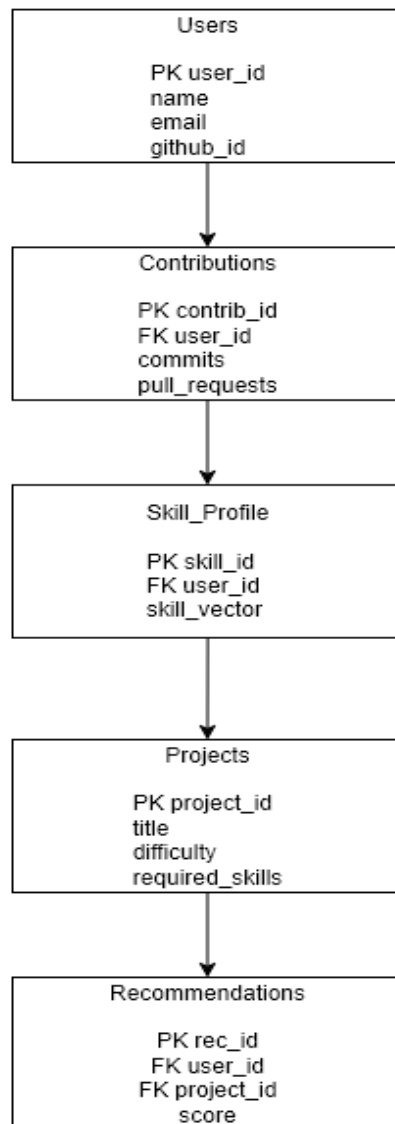 Users
PK user_id
name
email
github_id
Contributions
PK contrib_id
FK user_id
commits
pull_requests
Skill_Profile
PK skill_id
FK user_id
skill_vector
Projects
PK project_id
title
difficulty
required_skills
Recommendations
PK rec_id
FK user_id
FK project_id
score